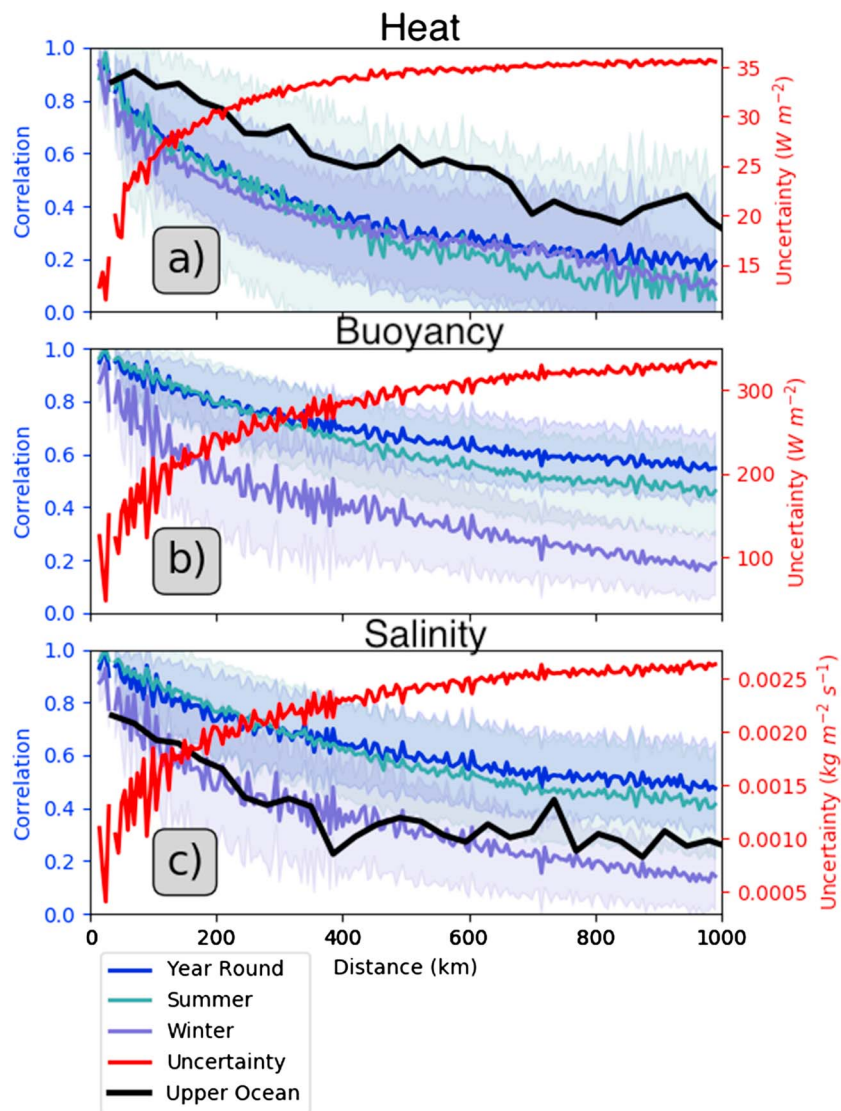 Heat
1.0
0.8
0.6
0.4
0.2
0.0
Correlation
a)
35
30
25
20
15
Uncertainty (W m⁻²)
Buoyancy
1.0
0.8
0.6
0.4
0.2
0.0
Correlation
b)
300
200
100
Uncertainty (W m⁻²)
Salinity
1.0
0.8
0.6
0.4
0.2
0.0
Correlation
c)
0.0025
0.0020
0.0015
0.0010
0.0005
Uncertainty (kg m⁻² s⁻¹)
0 200 400 600 800 1000
Distance (km)
Year Round
Summer
Winter
Uncertainty
Upper Ocean